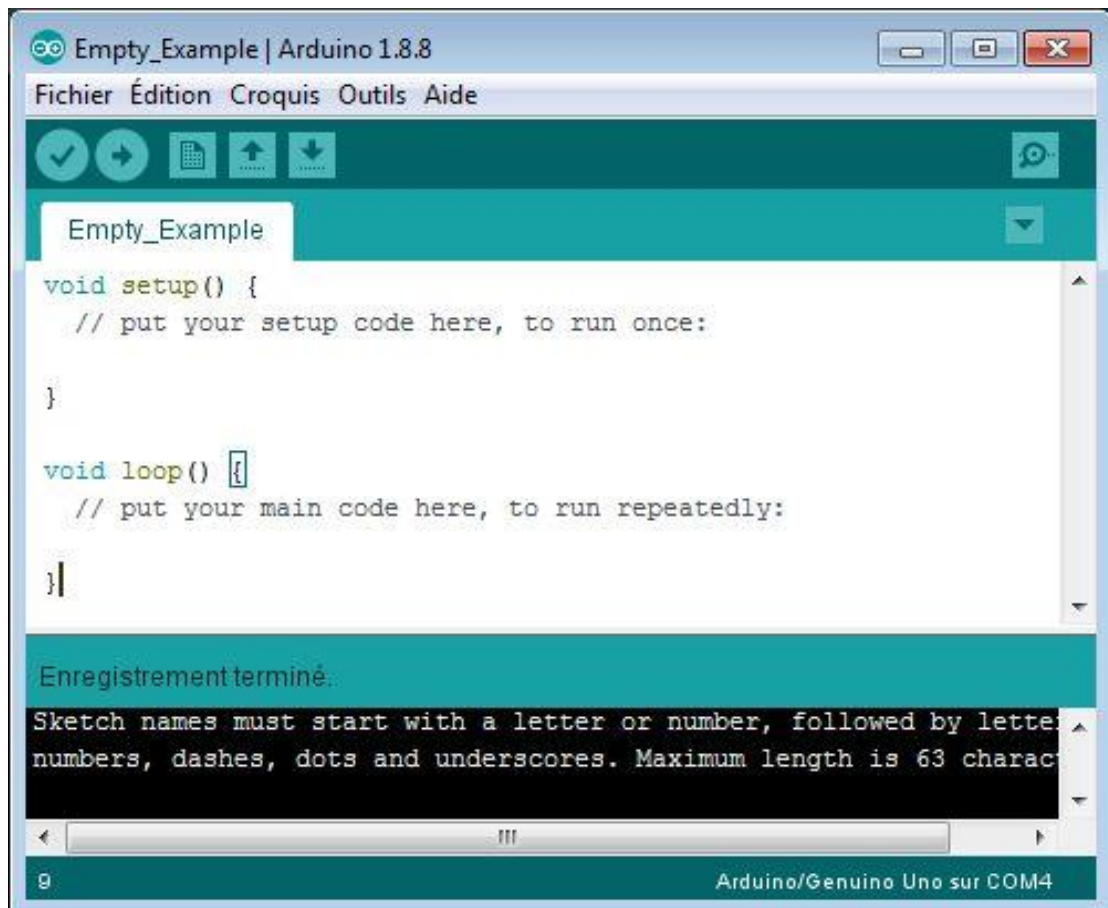 Empty_Example | Arduino 1.8.8
Fichier Édition Croquis Outils Aide
Empty_Example
void setup() {
  // put your setup code here, to run once:
}
void loop() {
  // put your main code here, to run repeatedly:
}
Enregistrement terminé.
Sketch names must start with a letter or number, followed by
numbers, dashes, dots and underscores. Maximum length is 63
9
Arduino/Genuino Uno sur COM4